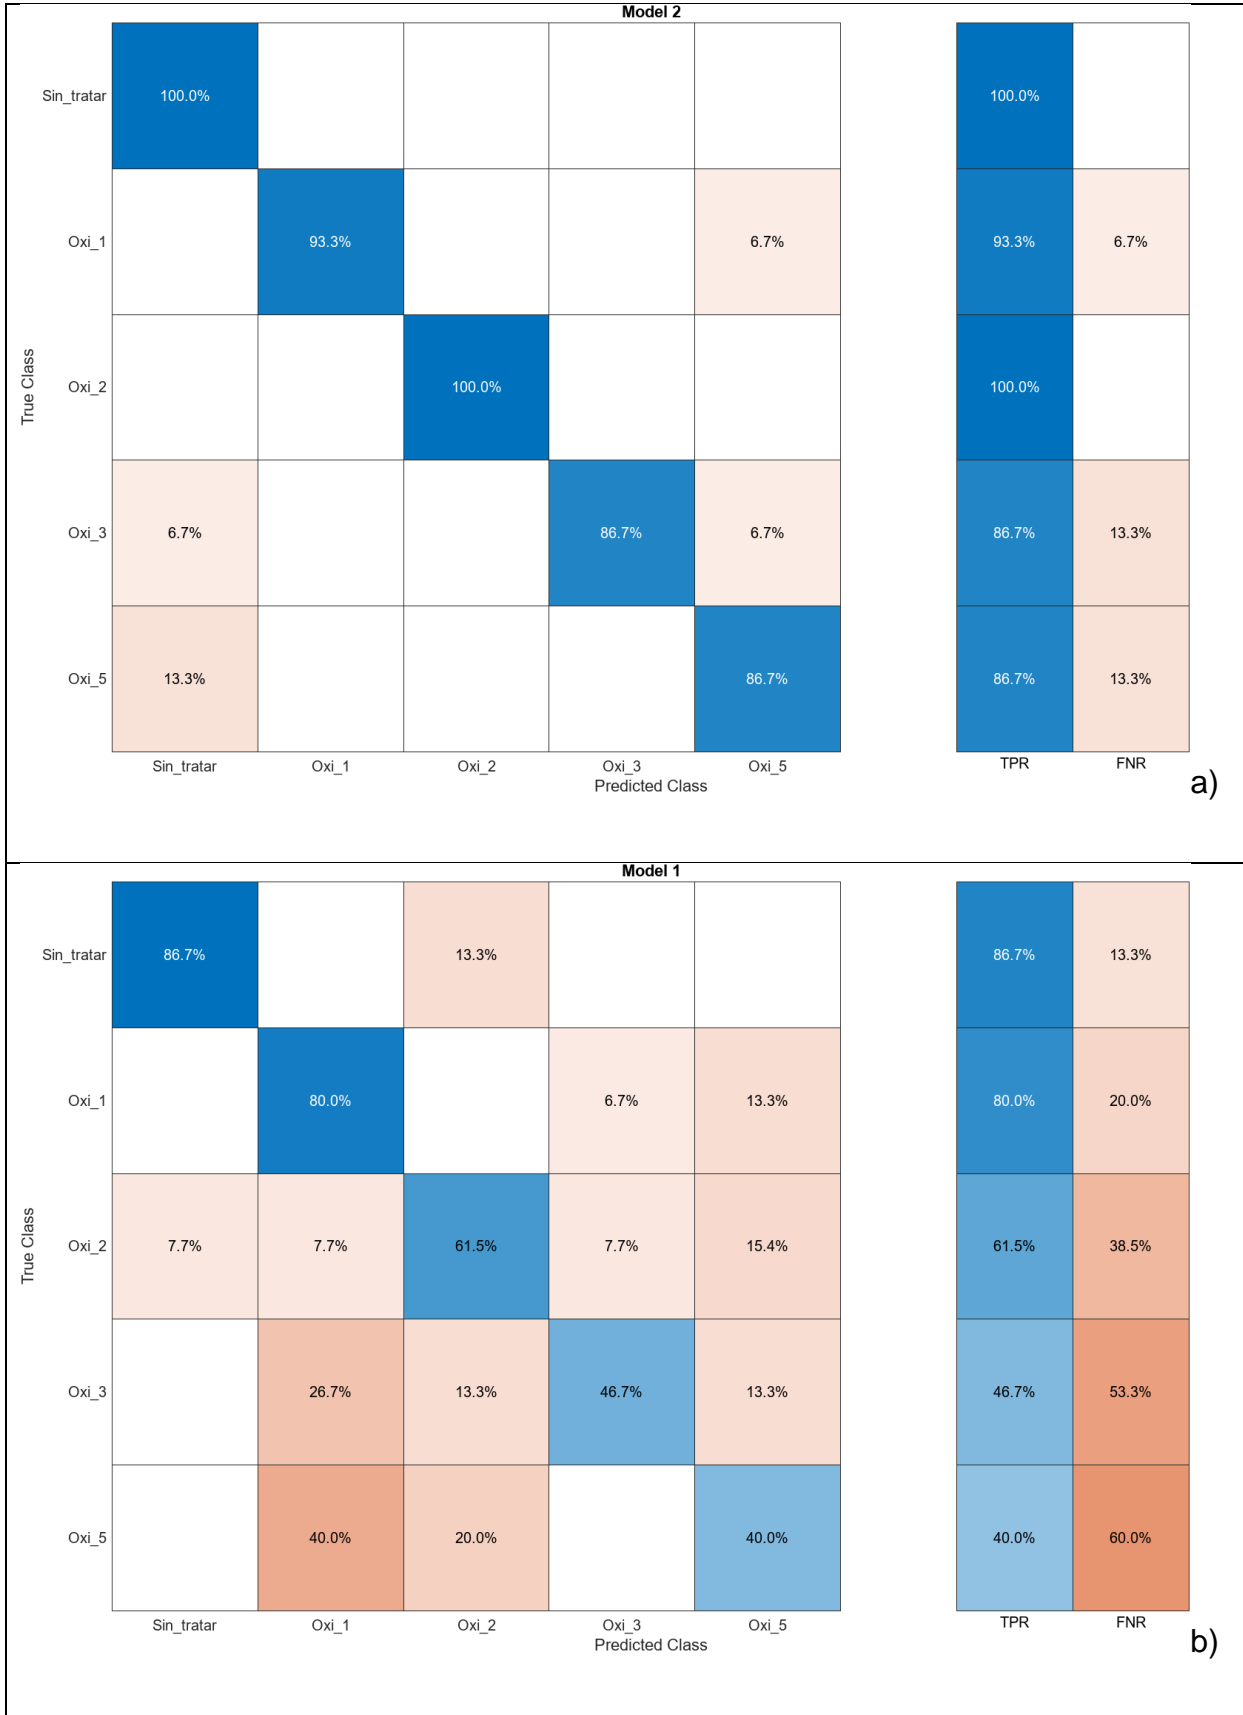 Model 2
Sin_tratar 100.0% 100.0%
Oxi_1 93.3% 6.7% 93.3% 6.7%
Oxi_2 100.0% 100.0%
Oxi_3 6.7% 86.7% 6.7% 86.7% 13.3%
Oxi_5 13.3% 86.7% 86.7% 13.3%
True Class
Sin_tratar Oxi_1 Oxi_2 Oxi_3 Oxi_5 TPR FNR
Predicted Class
a)
Model 1
Sin_tratar 86.7% 13.3% 86.7% 13.3%
Oxi_1 80.0% 6.7% 13.3% 80.0% 20.0%
Oxi_2 7.7% 7.7% 61.5% 7.7% 15.4% 61.5% 38.5%
Oxi_3 26.7% 13.3% 46.7% 13.3% 46.7% 53.3%
Oxi_5 40.0% 20.0% 40.0% 40.0% 60.0%
True Class
Sin_tratar Oxi_1 Oxi_2 Oxi_3 Oxi_5 TPR FNR
Predicted Class
b)